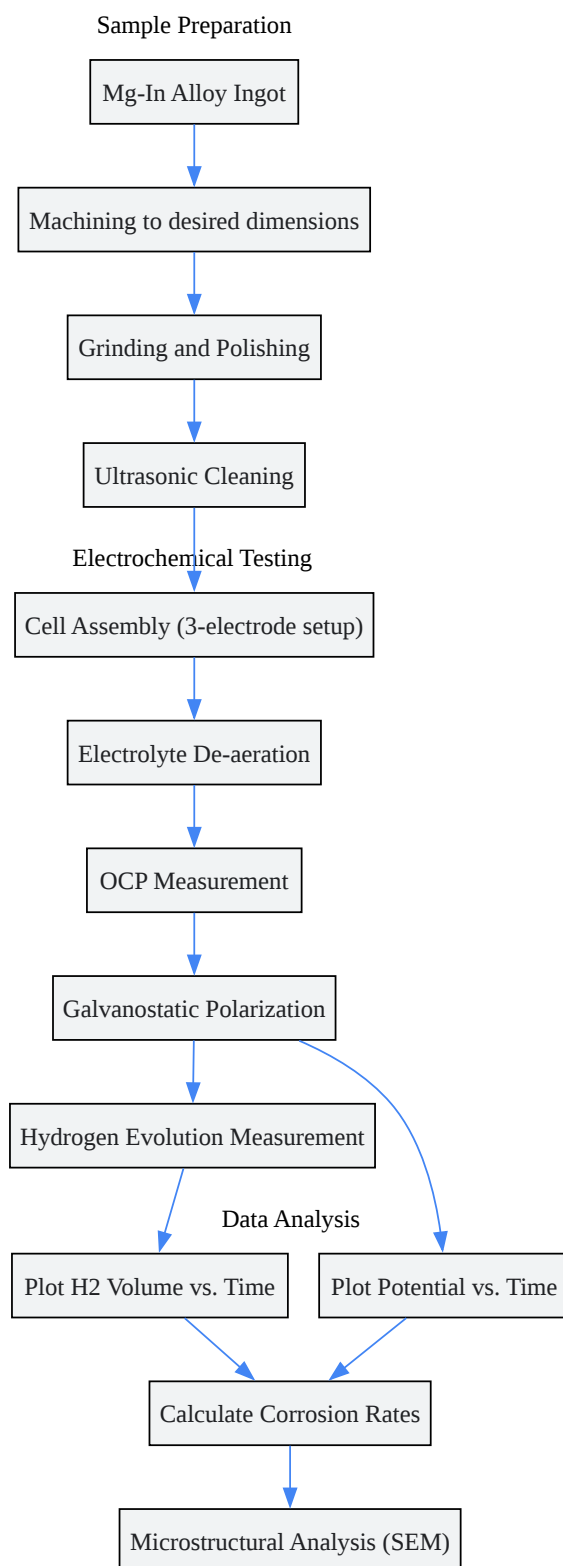 Sample Preparation
Mg-In Alloy Ingot
Machining to desired dimensions
Grinding and Polishing
Ultrasonic Cleaning
Electrochemical Testing
Cell Assembly (3-electrode setup)
Electrolyte De-aeration
OCP Measurement
Galvanostatic Polarization
Hydrogen Evolution Measurement
Data Analysis
Plot H2 Volume vs. Time
Plot Potential vs. Time
Calculate Corrosion Rates
Microstructural Analysis (SEM)